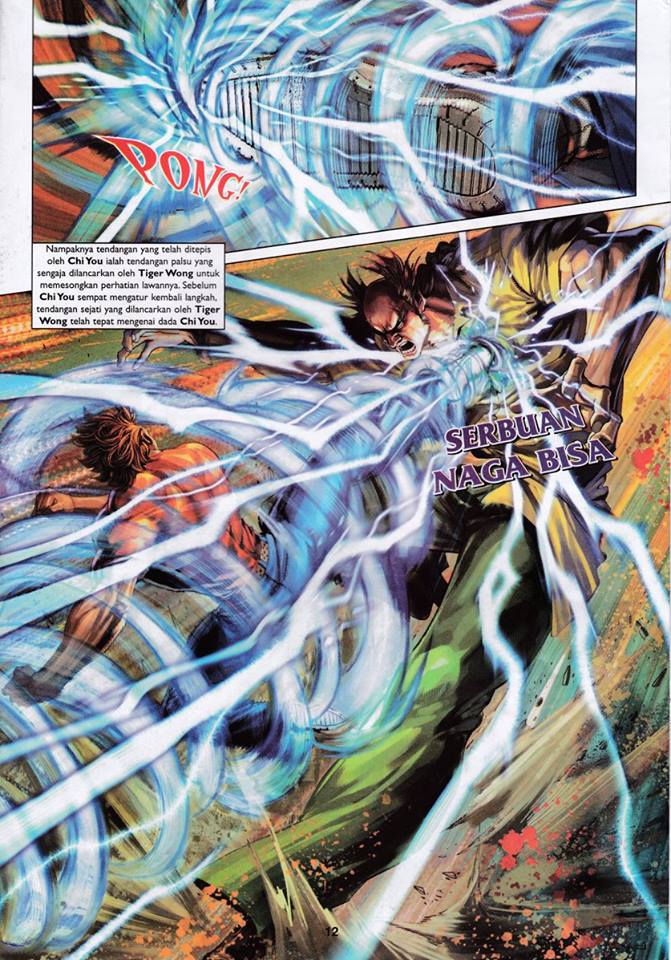 PONG!
Nampaknya tendangan yang telah ditepis
oleh Chi You ialah tendangan palsu yang
sengaja dilancarkan oleh Tiger Wong untuk
memesongkan perhatian lawannya. Sebelum
Chi You sempat mengatur kembali langkah,
tendangan sejati yang dilancarkan oleh Tiger
Wong telah tepat mengenai dada Chi You.
SERBUAN
NAGA BISA
12